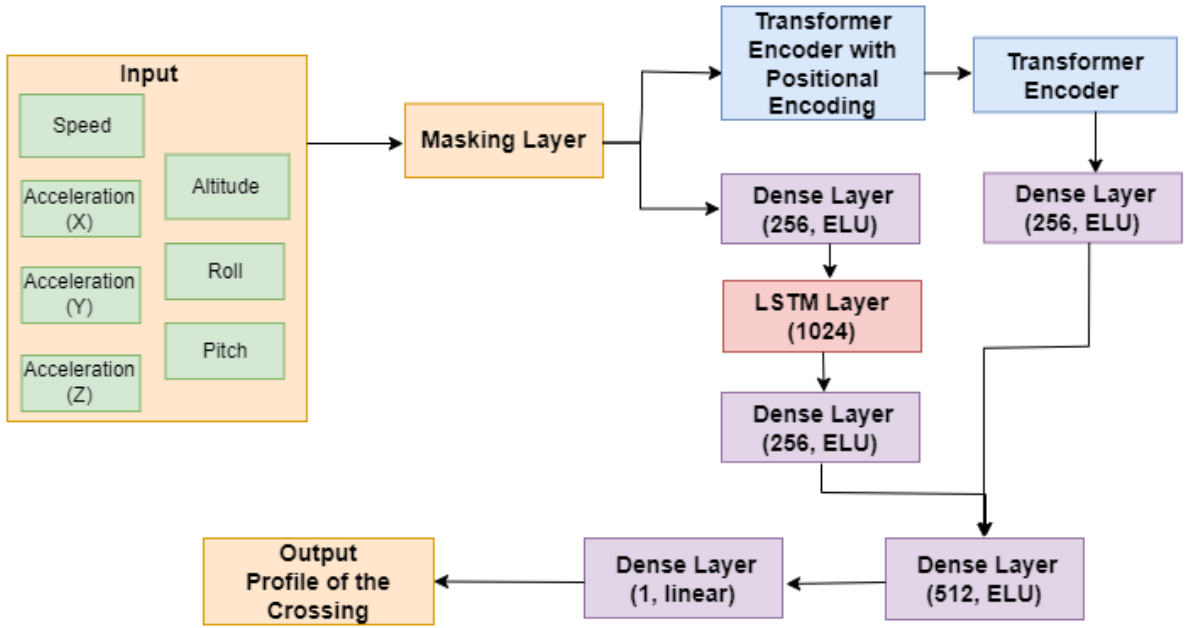 Input
Speed
Acceleration
(X)
Acceleration
(Y)
Acceleration
(Z)
Altitude
Roll
Pitch
Masking Layer
Transformer
Encoder with
Positional
Encoding
Transformer
Encoder
Dense Layer
(256, ELU)
Dense Layer
(256, ELU)
LSTM Layer
(1024)
Dense Layer
(256, ELU)
Dense Layer
(512, ELU)
Dense Layer
(1, linear)
Output
Profile of the
Crossing